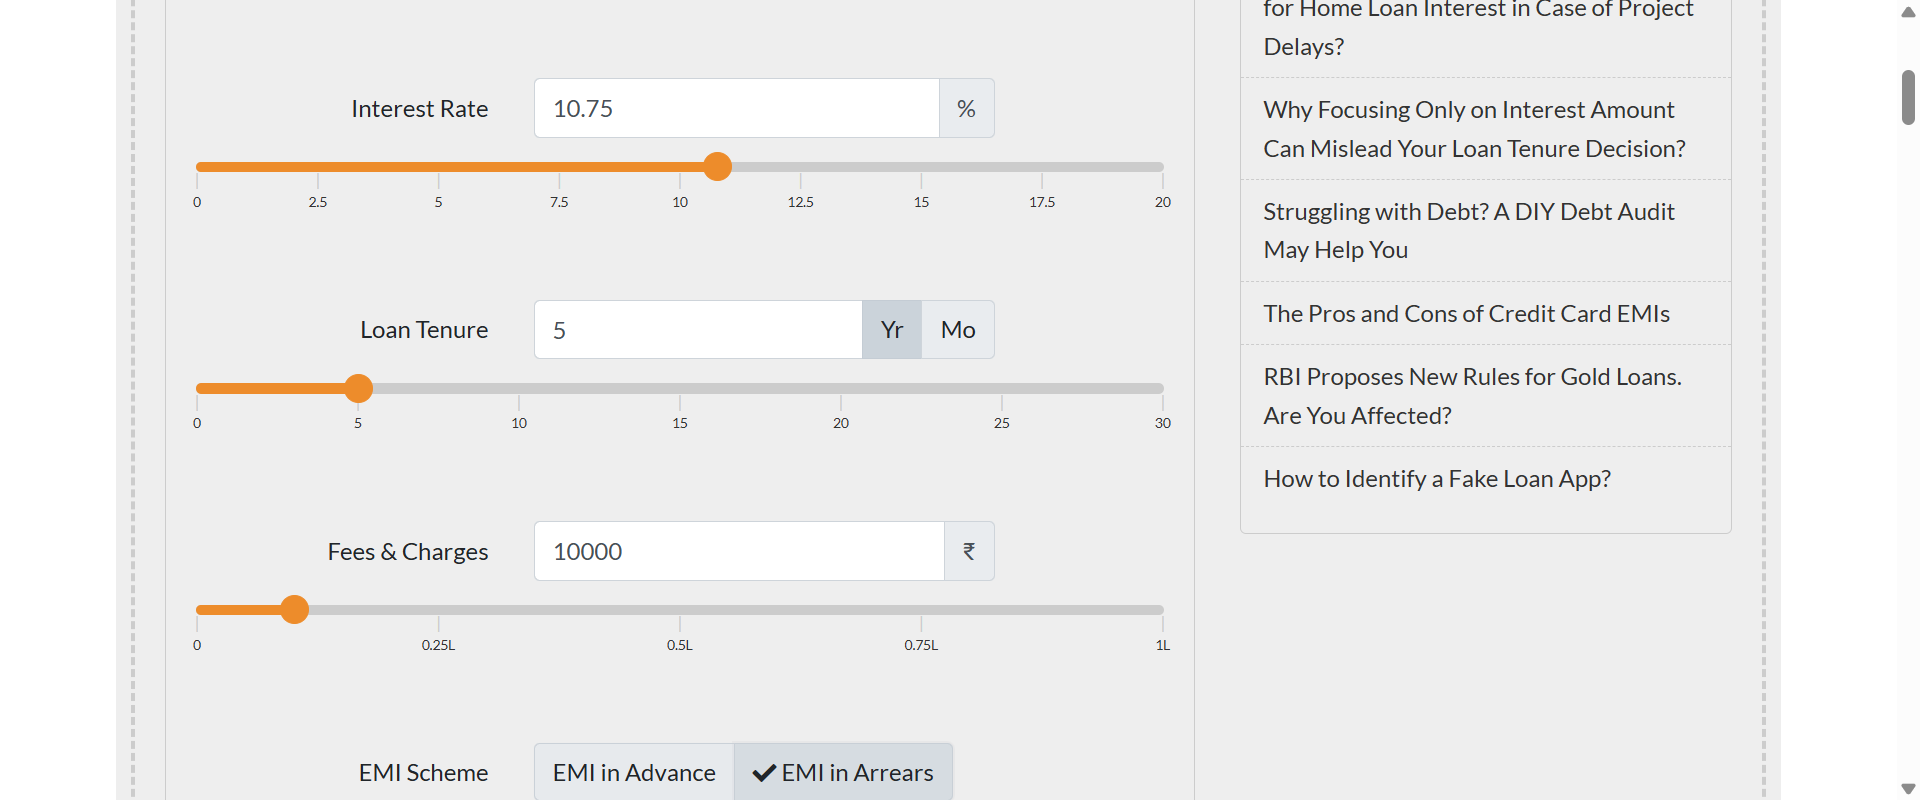 Interest Rate
10.75
%
0
2.5
5
7.5
10
12.5
15
17.5
20
Loan Tenure
5
Yr
Mo
0
5
10
15
20
25
30
Fees & Charges
10000
₹
0
0.25L
0.5L
0.75L
1L
EMI Scheme
EMI in Advance
EMI in Arrears
for Home Loan Interest in Case of Project
Delays?
Why Focusing Only on Interest Amount
Can Mislead Your Loan Tenure Decision?
Struggling with Debt? A DIY Debt Audit
May Help You
The Pros and Cons of Credit Card EMIs
RBI Proposes New Rules for Gold Loans.
Are You Affected?
How to Identify a Fake Loan App?